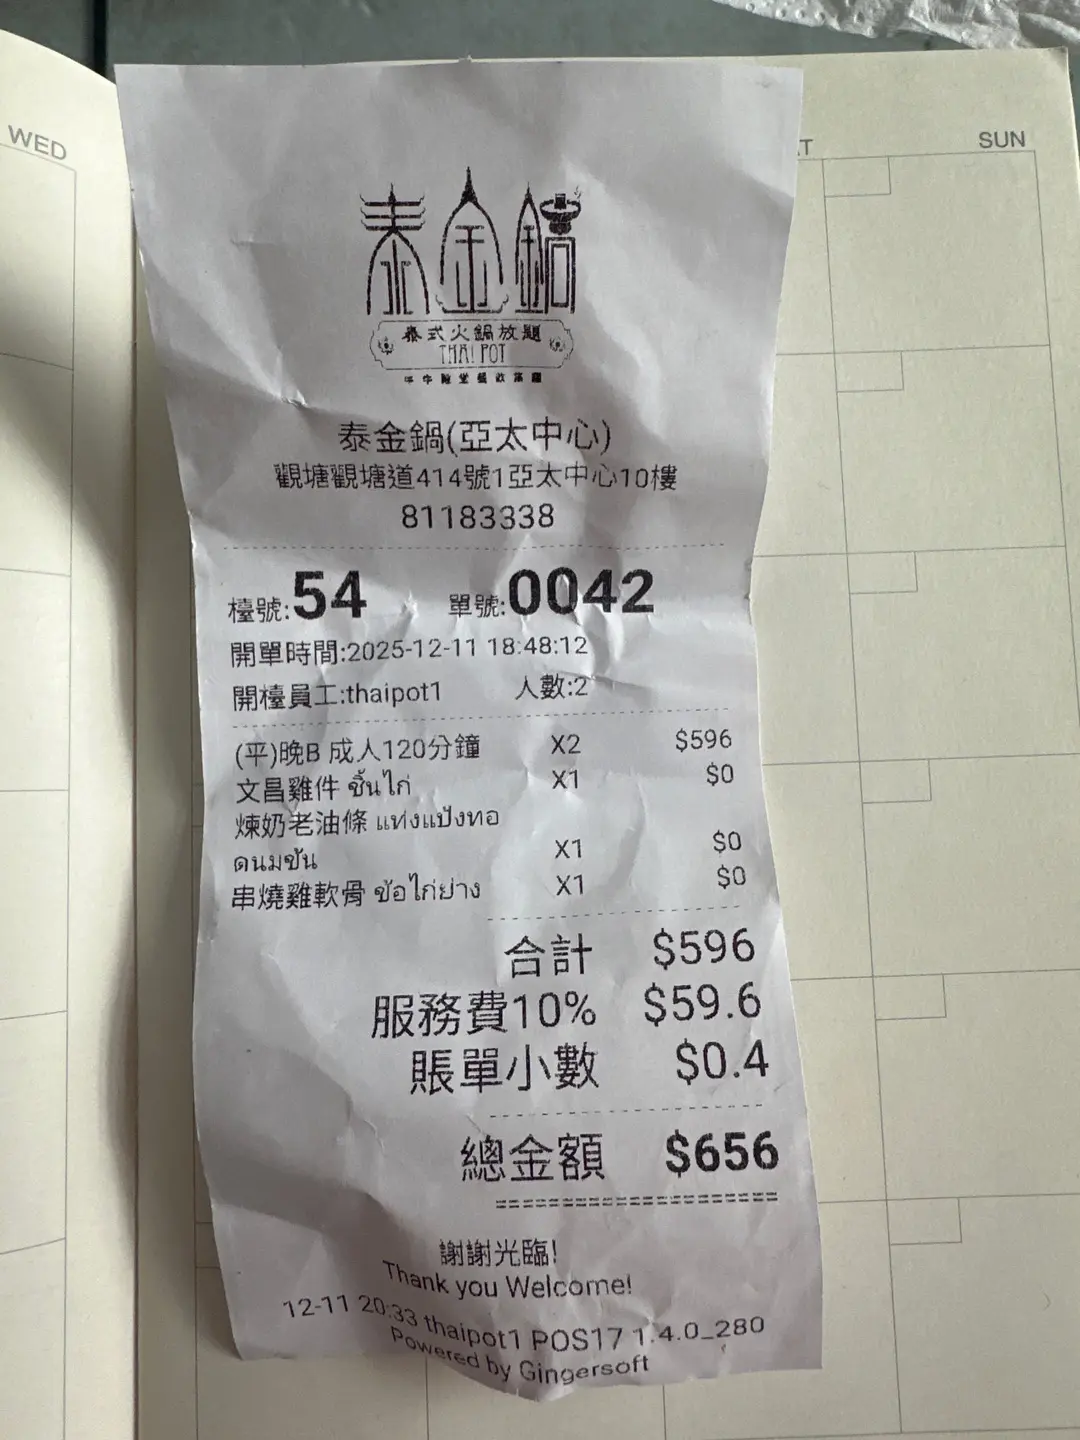 WED
SUN
泰金鍋
泰式火鍋放題
THAI POT
泰金鍋(亞太中心)
觀塘觀塘道414號1亞太中心10樓
81183338
檯號:54 單號:0042
開單時間:2025-12-11 18:48:12
開檯員工:thaipot1 人數:2
(平)晚B 成人120分鐘 X2 $596
文昌雞件 ชิ้นไก่ X1 $0
煉奶老油條 แท่งแป้งทอ
ดนมข้น X1 $0
串燒雞軟骨 ข้อไก่ย่าง X1 $0
合計 $596
服務費10% $59.6
賬單小數 $0.4
總金額 $656
謝謝光臨!
Thank you Welcome!
12-11 20:33 thaipot1 POS17 1.4.0_280
Powered by Gingersoft